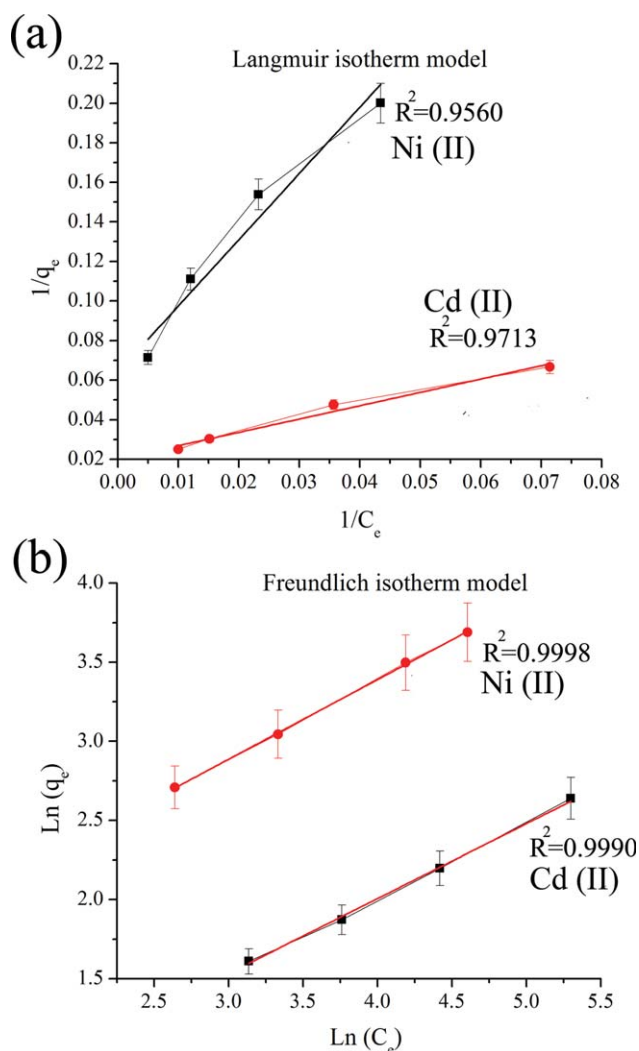 (a)
Langmuir isotherm model
0.22
0.20
0.18
0.16
0.14
0.12
0.10
0.08
0.06
0.04
0.02
1/qe
R²=0.9560
Ni (II)
Cd (II)
R²=0.9713
0.00 0.01 0.02 0.03 0.04 0.05 0.06 0.07 0.08
1/Ce
(b)
Freundlich isotherm model
4.0
3.5
3.0
2.5
2.0
1.5
Ln (qe)
R²=0.9998
Ni (II)
R²=0.9990
Cd (II)
2.5 3.0 3.5 4.0 4.5 5.0 5.5
Ln (Ce)